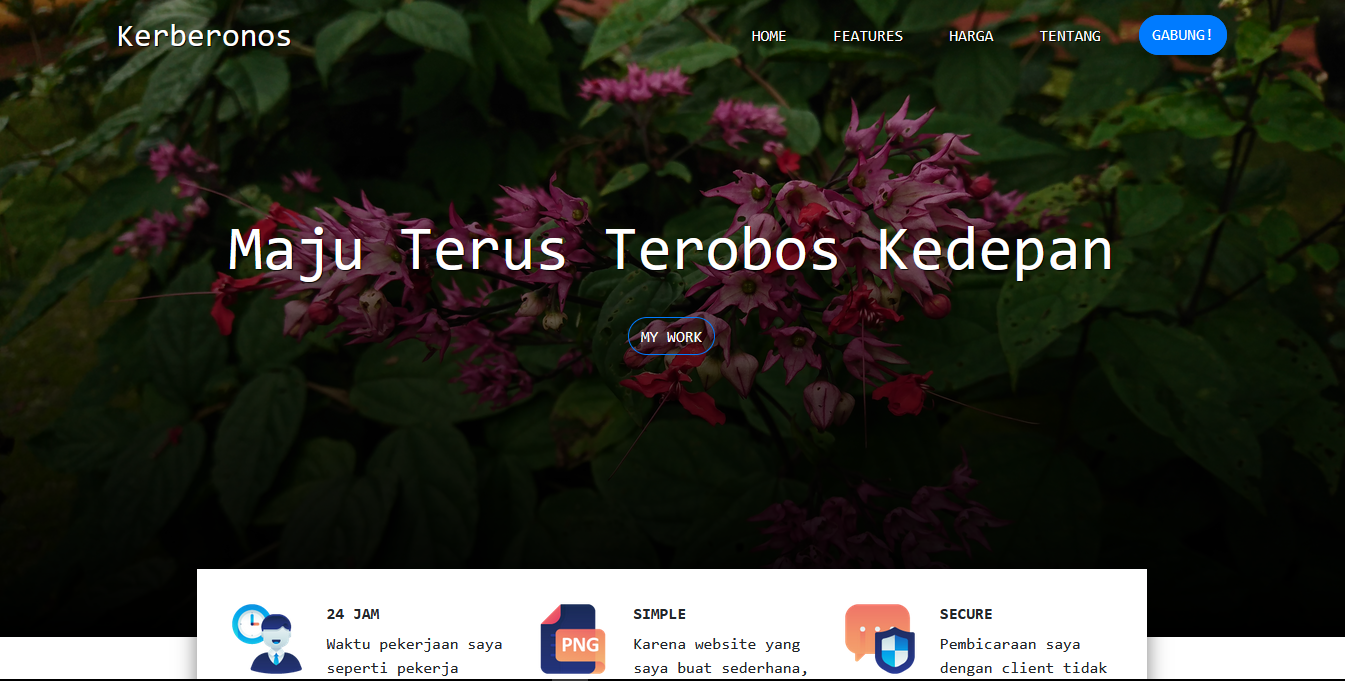 Kerberonos
HOME FEATURES HARGA TENTANG GABUNG!
Maju Terus Terobos Kedepan
MY WORK
24 JAM
Waktu pekerjaan saya
seperti pekerja
PNG
SIMPLE
Karena website yang
saya buat sederhana,
SECURE
Pembicaraan saya
dengan client tidak